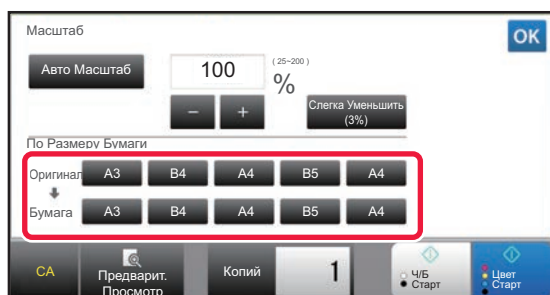 Масштаб
OK
Авто Масштаб
100
(25~200)
%
−
+
Слегка Уменьшить
(3%)
По Размеру Бумаги
Оригинал
A3 B4 A4 B5 A4
Бумага
A3 B4 A4 B5 A4
CA
Предварит.
Просмотр
Копий
1
Ч/Б
Старт
Цвет
Старт